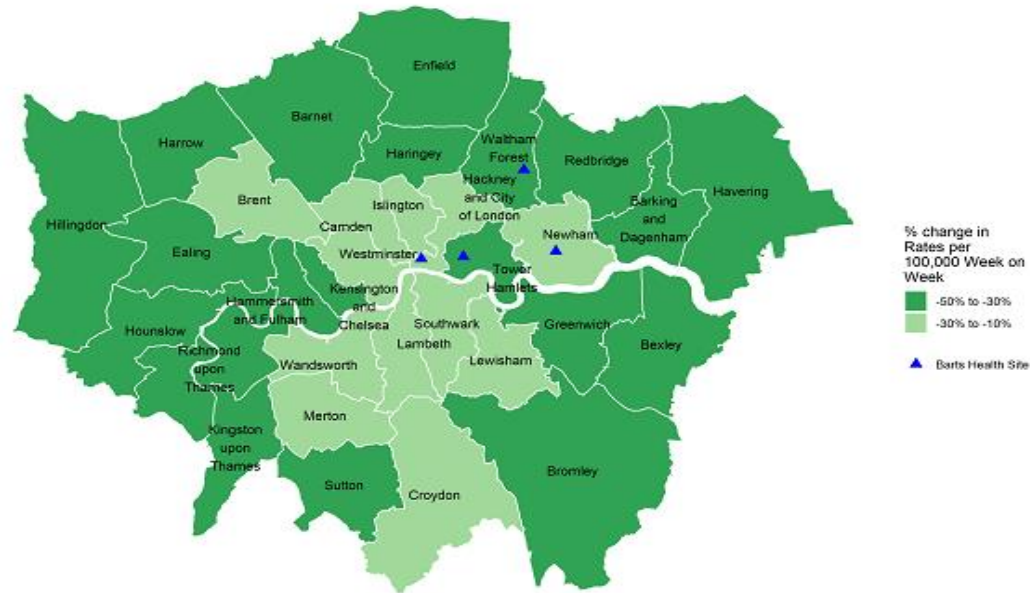 Enfield
Barnet
Harrow
Haringey
Waltham
Forest
Redbridge
Havering
Hackney
and City
of London
Islington
Brent
Camden
Barking
and
Dagenham
Hillingdon
Ealing
Westminster
Newham
Tower
Hamlets
Kensington
and
Chelsea
Hammersmith
and Fulham
Hounslow
Southwark
Lambeth
Greenwich
Bexley
Richmond
upon
Thames
Wandsworth
Lewisham
Merton
Kingston
upon
Thames
Sutton
Croydon
Bromley
% change in
Rates per
100,000 Week on
Week
-50% to -30%
-30% to -10%
Barts Health Site